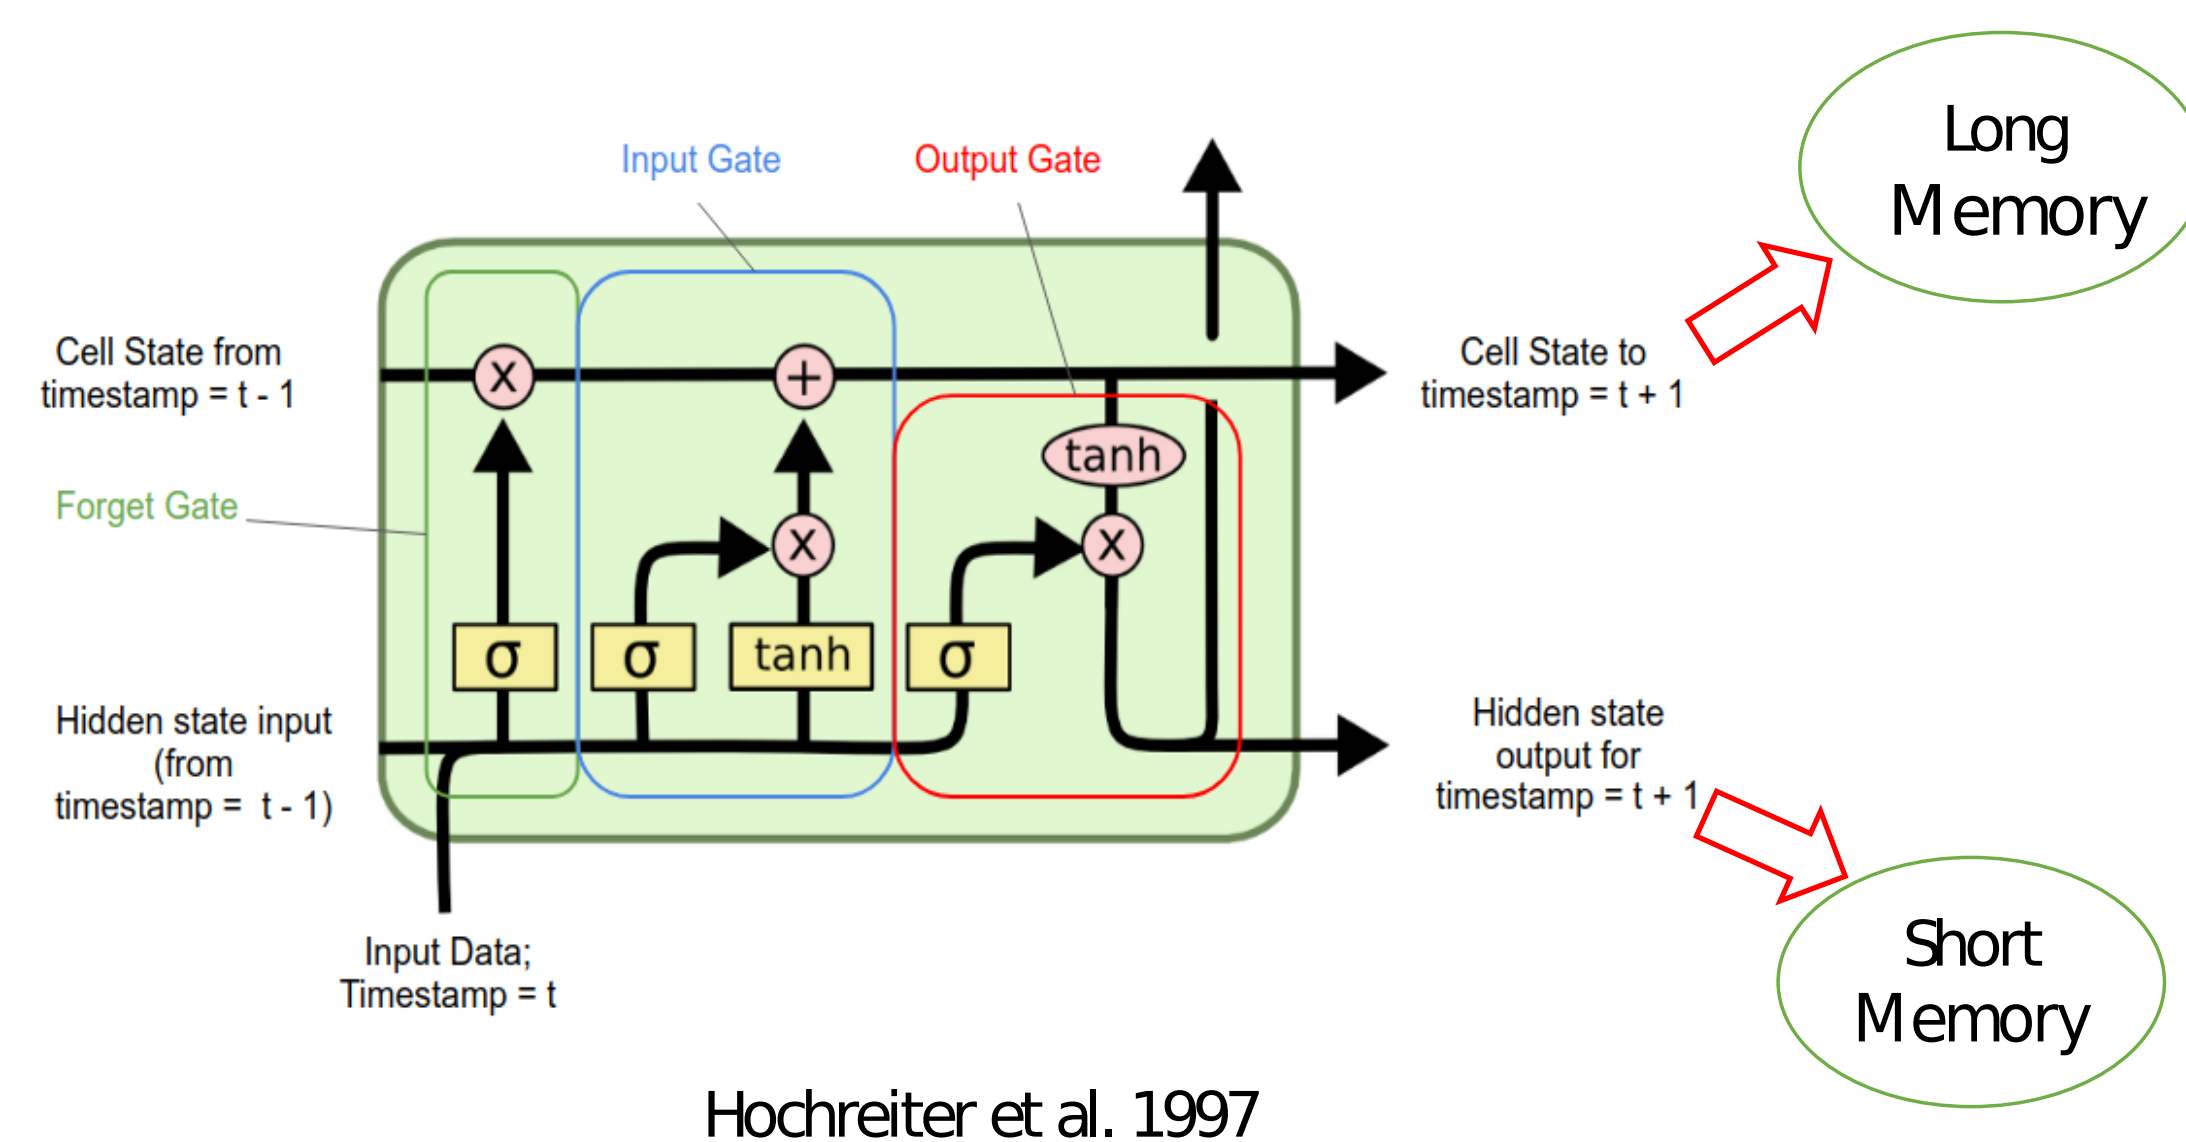 Long
Memory
Input Gate
Output Gate
Cell State from
timestamp = t - 1
x
+
Cell State to
timestamp = t + 1
tanh
Forget Gate
x
x
σ
σ
tanh
σ
Hidden state input
(from
timestamp = t - 1)
Hidden state
output for
timestamp = t + 1
Input Data;
Timestamp = t
Short
Memory
Hochreiter et al. 1997